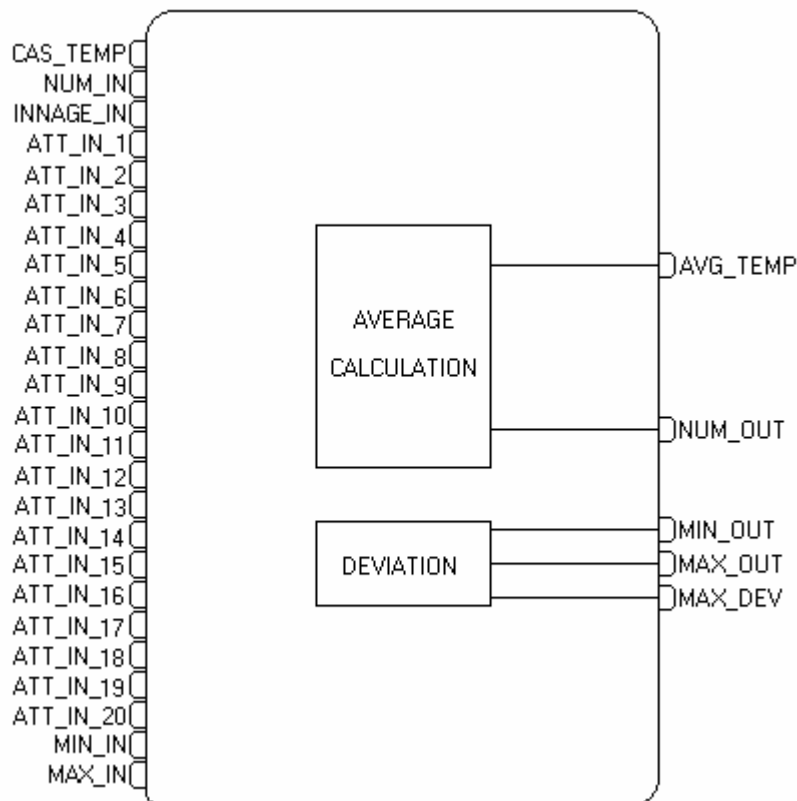 CAS_TEMP
NUM_IN
INNAGE_IN
ATT_IN_1
ATT_IN_2
ATT_IN_3
ATT_IN_4
ATT_IN_5
ATT_IN_6
ATT_IN_7
ATT_IN_8
ATT_IN_9
ATT_IN_10
ATT_IN_11
ATT_IN_12
ATT_IN_13
ATT_IN_14
ATT_IN_15
ATT_IN_16
ATT_IN_17
ATT_IN_18
ATT_IN_19
ATT_IN_20
MIN_IN
MAX_IN
AVERAGE
CALCULATION
DEVIATION
AVG_TEMP
NUM_OUT
MIN_OUT
MAX_OUT
MAX_DEV